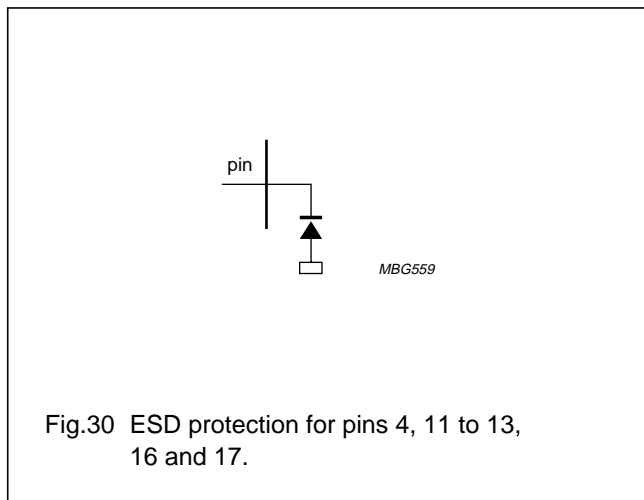 pin
MBG559
Fig.30 ESD protection for pins 4, 11 to 13,
16 and 17.